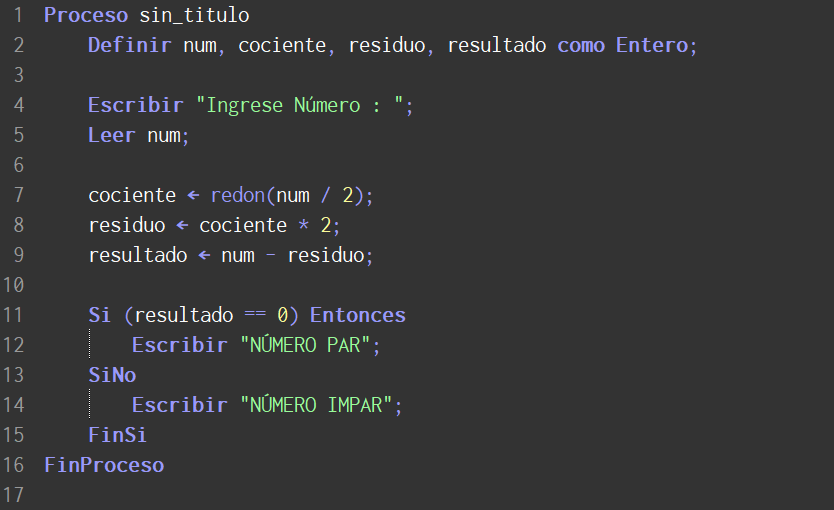 1 Proceso sin_titulo
2 Definir num, cociente, residuo, resultado como Entero;
3
4 Escribir "Ingrese Número : ";
5 Leer num;
6
7 cociente ← redon(num / 2);
8 residuo ← cociente * 2;
9 resultado ← num - residuo;
10
11 Si (resultado == 0) Entonces
12 Escribir "NÚMERO PAR";
13 SiNo
14 Escribir "NÚMERO IMPAR";
15 FinSi
16 FinProceso
17